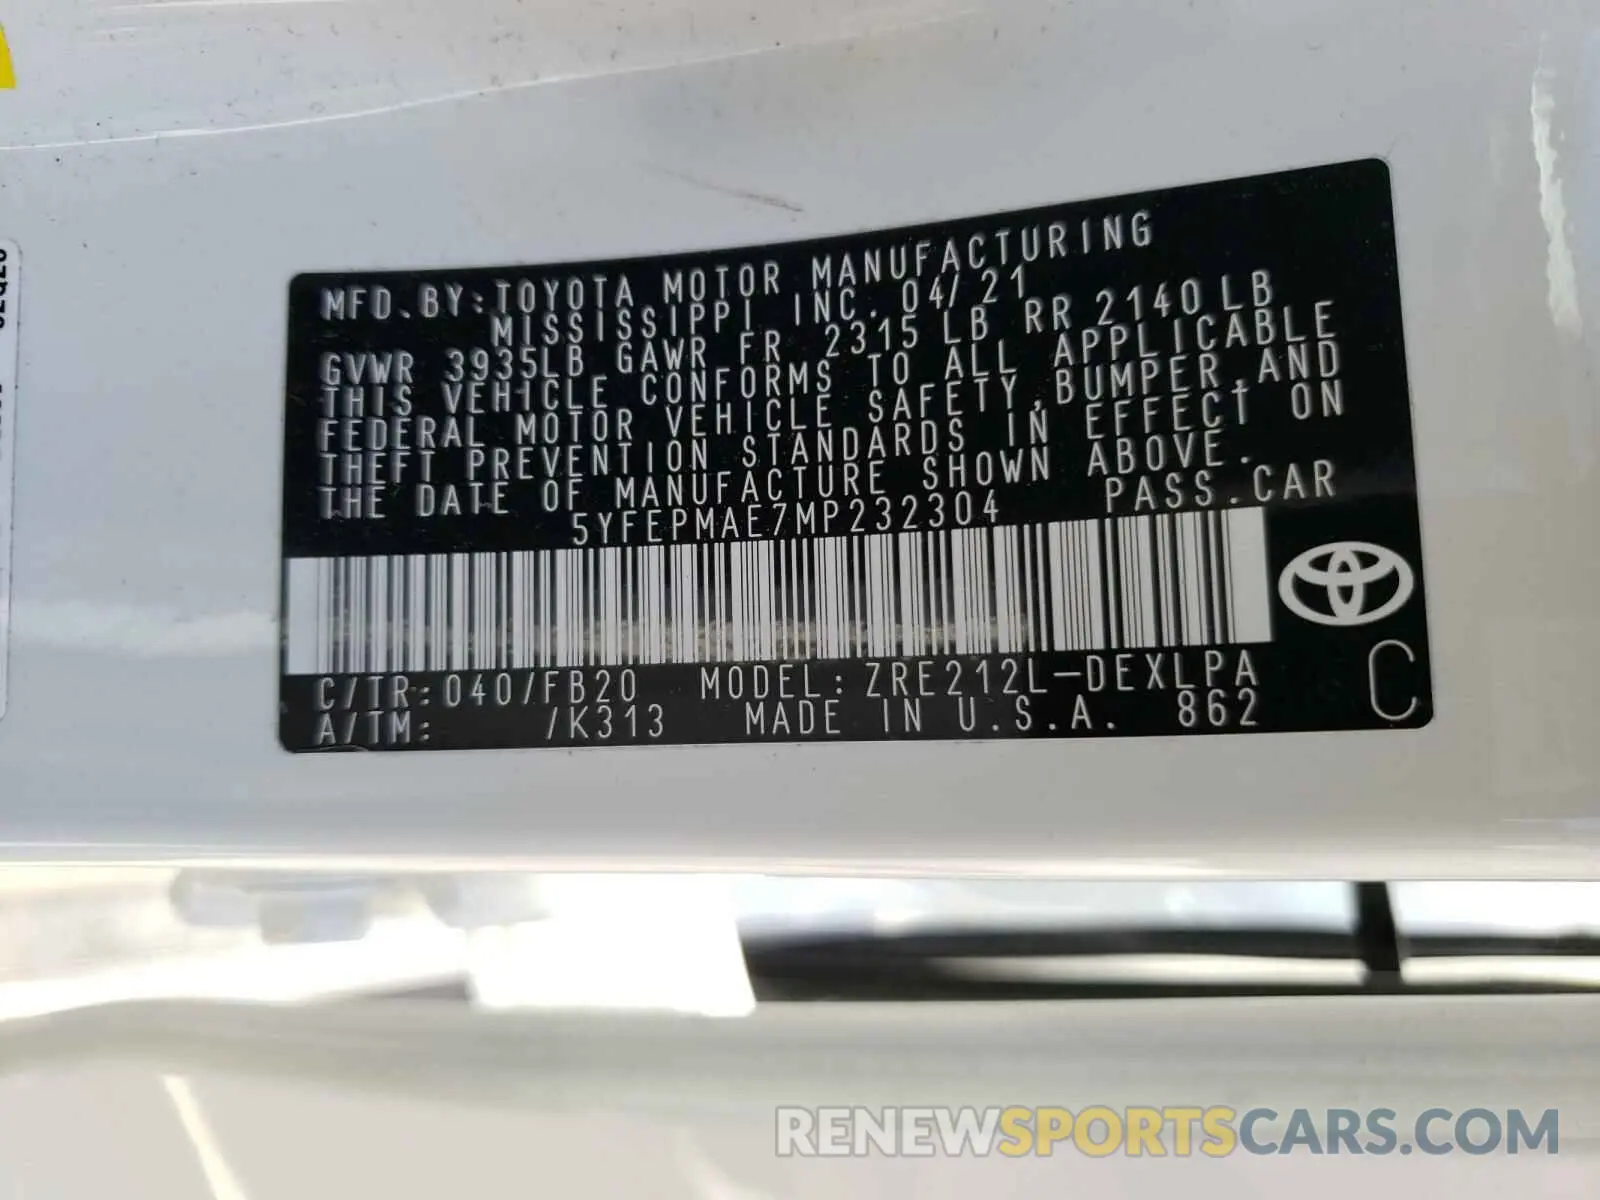 MFD.BY:TOYOTA MOTOR MANUFACTURING
MISSISSIPPI INC. 04/21
GVWR 3935LB GAWR FR 2315 LB RR 2140 LB
THIS VEHICLE CONFORMS TO ALL APPLICABLE
FEDERAL MOTOR VEHICLE SAFETY,BUMPER,AND
THEFT PREVENTION STANDARDS IN EFFECT ON
THE DATE OF MANUFACTURE SHOWN ABOVE.
5YFEPMAE7MP232304 PASS.CAR
C/TR:040/FB20 MODEL:ZRE212L-DEXLPA
A/TM: /K313 MADE IN U.S.A. 862
C
RENEWSPORTSCARS.COM